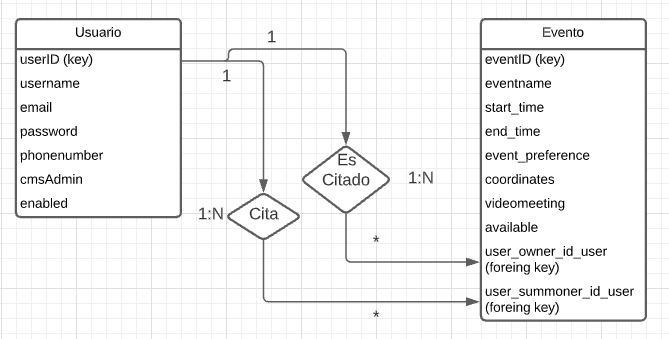 Usuario
userID (key)
username
email
password
phonenumber
cmsAdmin
enabled
1
1
Es
Citado
1:N
1:N
Cita
*
*
Evento
eventID (key)
eventname
start_time
end_time
event_preference
coordinates
videomeeting
available
user_owner_id_user
(foreing key)
user_summoner_id_user
(foreing key)